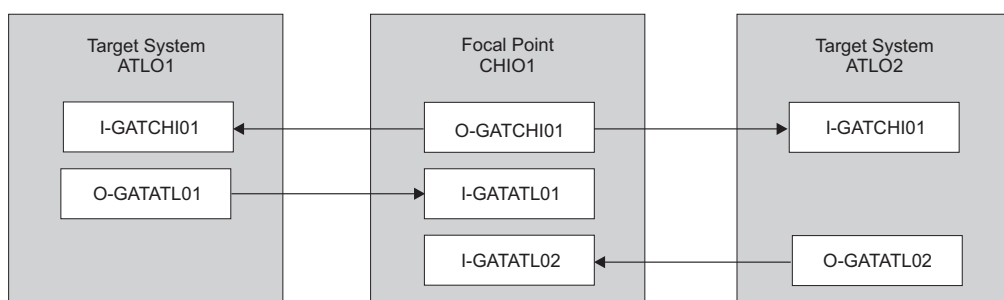 Target System
ATLO1
Focal Point
CHIO1
Target System
ATLO2
I-GATCHI01
O-GATCHI01
I-GATCHI01
O-GATATL01
I-GATATL01
I-GATATL02
O-GATATL02